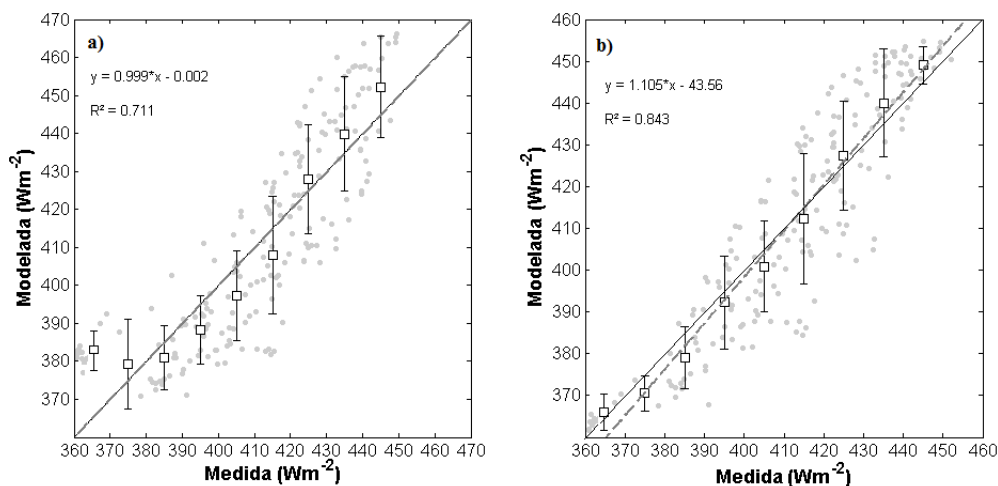 a)
y = 0.999*x - 0.002
R² = 0.711
470
460
450
440
430
420
410
400
390
380
370
360 370 380 390 400 410 420 430 440 450 470
Modelada (Wm⁻²)
Medida (Wm⁻²)
b)
y = 1.105*x - 43.56
R² = 0.843
460
450
440
430
420
410
400
390
380
370
360 370 380 390 400 410 420 430 440 450 460
Modelada (Wm⁻²)
Medida (Wm⁻²)